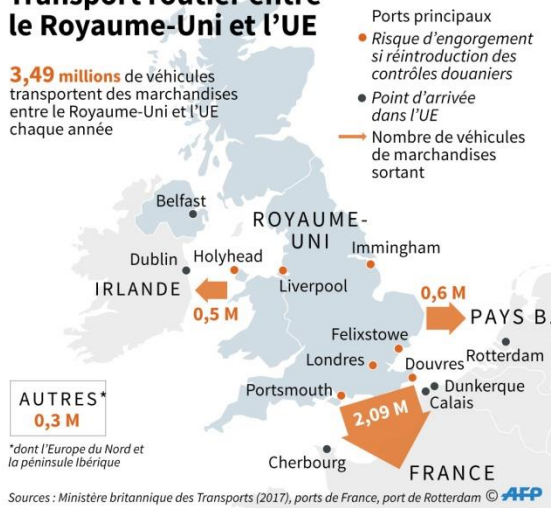 Transport routier entre
le Royaume-Uni et l'UE
3,49 millions de véhicules
transportent des marchandises
entre le Royaume-Uni et l'UE
chaque année
Ports principaux
Risque d'engorgement
si réintroduction des
contrôles douaniers
Point d'arrivée
dans l'UE
Nombre de véhicules
de marchandises
sortant
Belfast
ROYAUME-
UNI
Dublin
Holyhead
Immingham
IRLANDE
Liverpool
0,5 M
0,6 M
PAYS B
Felixstowe
Londres
Douvres
Rotterdam
Portsmouth
Dunkerque
Calais
2,09 M
AUTRES*
0,3 M
*dont l'Europe du Nord et
la péninsule Ibérique
Cherbourg
FRANCE
Sources : Ministère britannique des Transports (2017), ports de France, port de Rotterdam © AFP